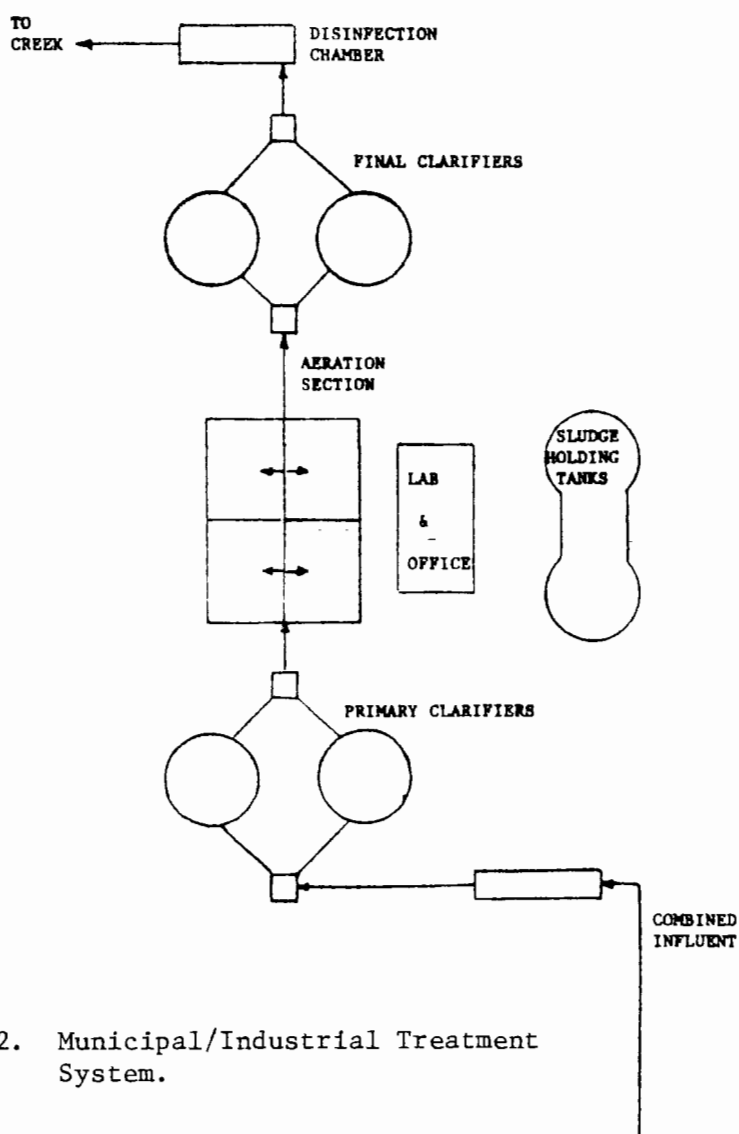 TO
CREEK
DISINFECTION
CHAMBER
FINAL CLARIFIERS
AERATION
SECTION
SLUDGE
HOLDING
TANKS
LAB
&
OFFICE
PRIMARY CLARIFIERS
COMBINED
INFLUENT
2. Municipal/Industrial Treatment
System.